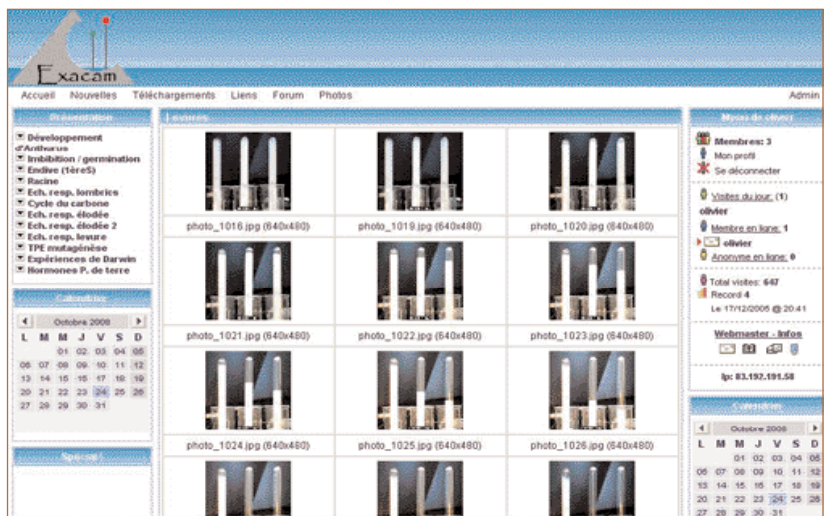 Exacam
Accueil Nouvelles Téléchargements Liens Forum Photos Admin
Présentation
Développement
d'Anthurus
Imbibition / germination
Endive (1èreS)
Racine
Ech. resp. lombrics
Cycle du carbone
Ech. resp. élodée
Ech. resp. élodée 2
Ech. resp. levure
TPE mutagénèse
Expériences de Darwin
Hormones P. de terre
Calendrier
Octobre 2008
L M M J V S D
01 02 03 04 05
06 07 08 09 10 11 12
13 14 15 16 17 18 19
20 21 22 23 24 25 26
27 28 29 30 31
Levures
photo_1016.jpg (640x480) photo_1019.jpg (640x480) photo_1020.jpg (640x480)
photo_1021.jpg (640x480) photo_1022.jpg (640x480) photo_1023.jpg (640x480)
photo_1024.jpg (640x480) photo_1025.jpg (640x480) photo_1026.jpg (640x480)
Menu de olivier
Membres: 3
Mon profil
Se déconnecter
Visites du jour: (1)
olivier
Membre en ligne: 1
olivier
Anonyme en ligne: 0
Total visites: 647
Record 4
Le 17/12/2005 @ 20:41
Webmaster - Infos
Ip: 83.192.191.58
Calendrier
Octobre 2008
L M M J V S D
01 02 03 04 05
06 07 08 09 10 11 12
13 14 15 16 17 18 19
20 21 22 23 24 25 26
27 28 29 30 31